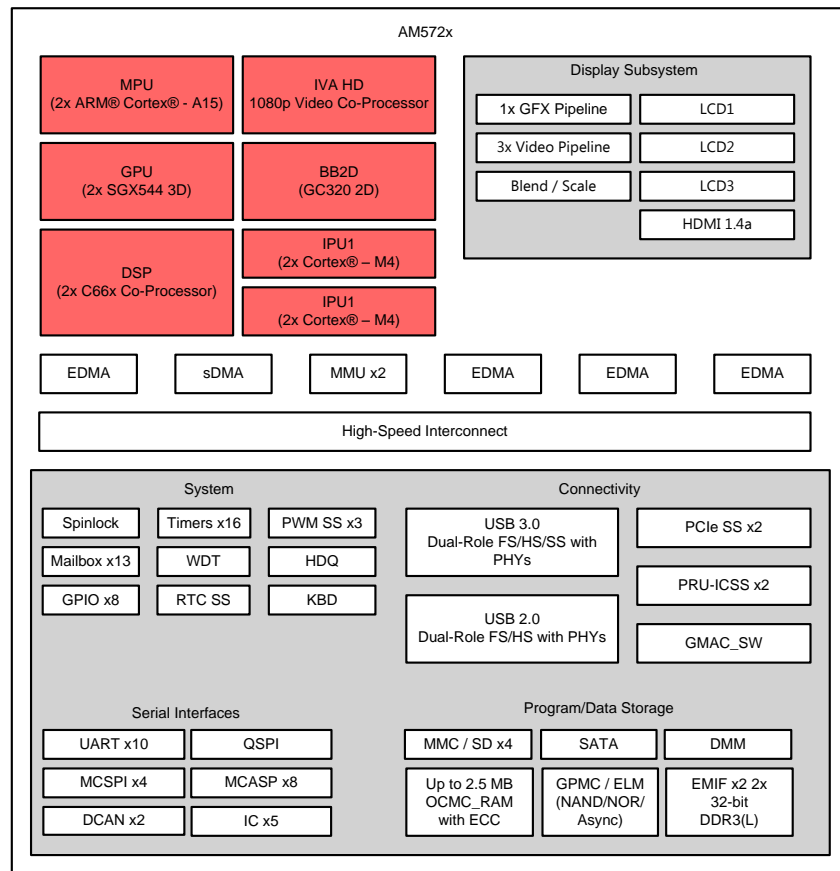 AM572x
MPU
(2x ARM® Cortex® - A15)
IVA HD
1080p Video Co-Processor
GPU
(2x SGX544 3D)
BB2D
(GC320 2D)
DSP
(2x C66x Co-Processor)
IPU1
(2x Cortex® – M4)
IPU1
(2x Cortex® – M4)
Display Subsystem
1x GFX Pipeline
LCD1
3x Video Pipeline
LCD2
Blend / Scale
LCD3
HDMI 1.4a
EDMA
sDMA
MMU x2
EDMA
EDMA
EDMA
High-Speed Interconnect
System
Spinlock
Timers x16
PWM SS x3
Mailbox x13
WDT
HDQ
GPIO x8
RTC SS
KBD
Connectivity
USB 3.0
Dual-Role FS/HS/SS with
PHYs
USB 2.0
Dual-Role FS/HS with PHYs
PCIe SS x2
PRU-ICSS x2
GMAC_SW
Serial Interfaces
UART x10
QSPI
MCSPI x4
MCASP x8
DCAN x2
IC x5
Program/Data Storage
MMC / SD x4
SATA
DMM
Up to 2.5 MB
OCMC_RAM
with ECC
GPMC / ELM
(NAND/NOR/
Async)
EMIF x2 2x
32-bit
DDR3(L)